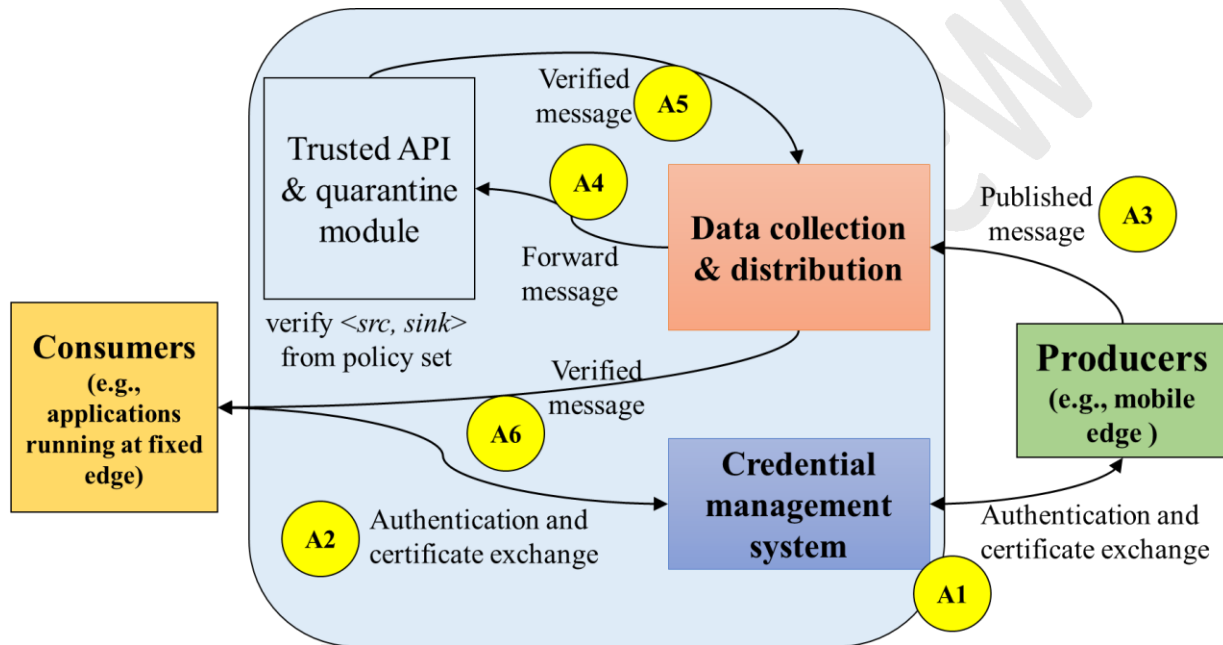 Verified
message
A5
Trusted API
& quarantine
module
A4
Forward
message
Data collection
& distribution
Published
message
A3
verify <src, sink>
from policy set
Consumers
(e.g.,
applications
running at fixed
edge)
Verified
message
A6
Producers
(e.g., mobile
edge )
Credential
management
system
A2
Authentication and
certificate exchange
Authentication and
certificate exchange
A1